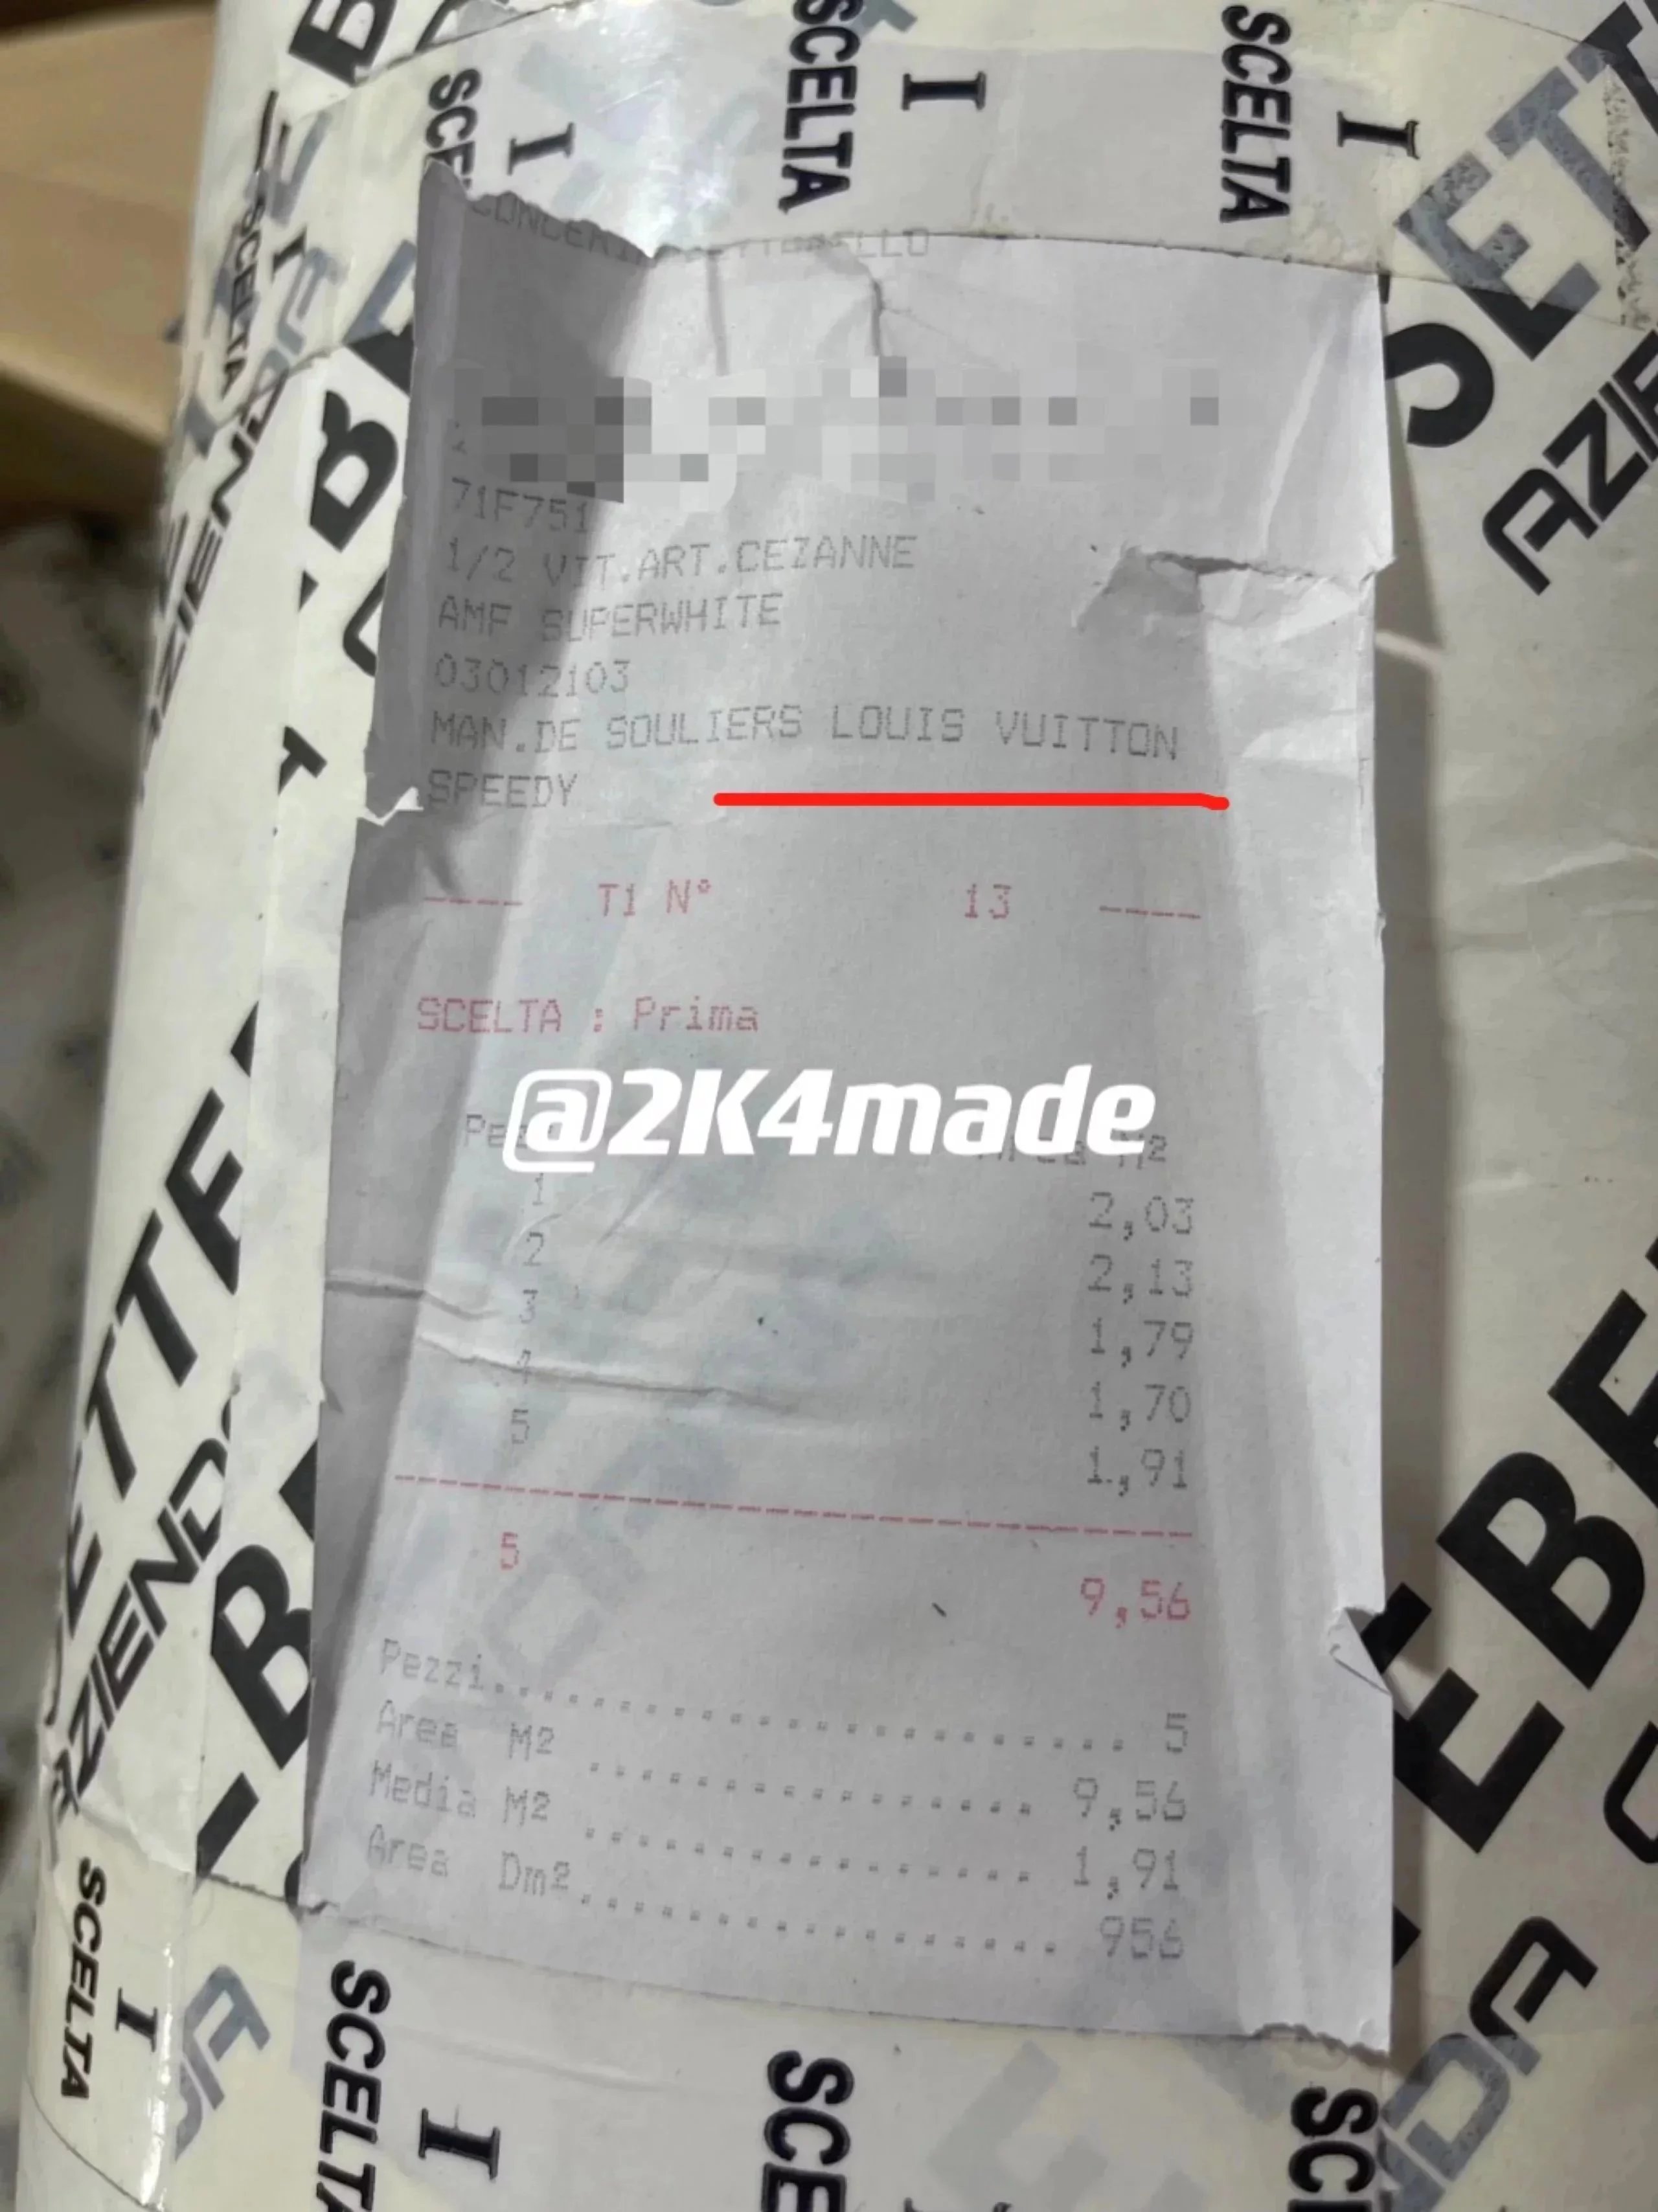 SCELTA I
SCELTA I
SCELTA I
71F751
1/2 VIT.ART.CEZANNE
AMF SUPERWHITE
03012103
MAN.DE SOULIERS LOUIS VUITTON
SPEEDY
---- T1 N° 13 ----
SCELTA : Prima
@2K4made
M2
1 2,03
2 2,13
3 1,79
4 1,70
5 1,91
5 9,56
Pezzi.................... 5
Area M2 ................. 9,56
Media M2 ................ 1,91
Area Dm2................. 956
SCELTA I
SCELTA I